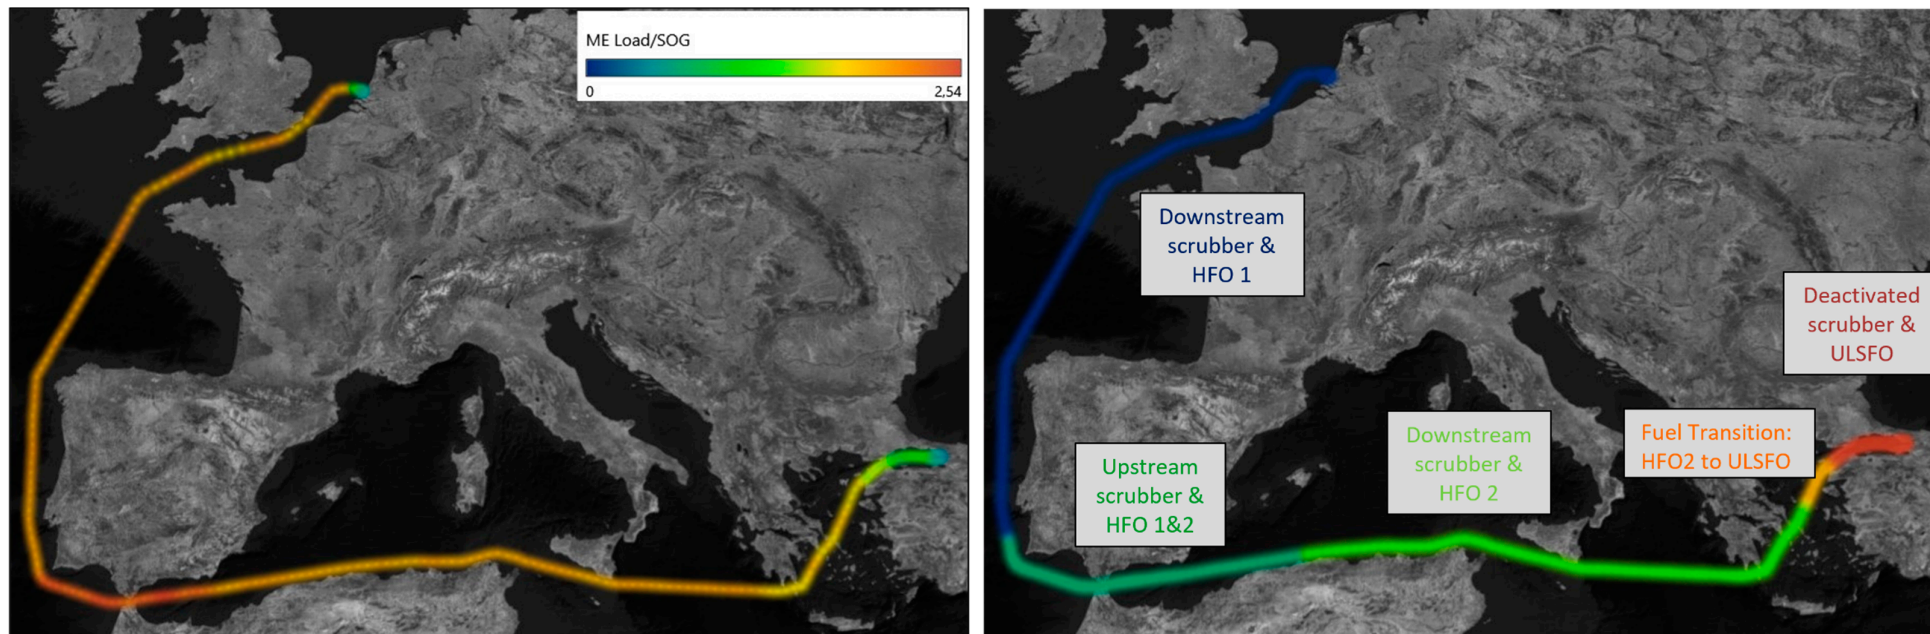 ME Load/SOG
0
2,54
Downstream
scrubber &
HFO 1
Deactivated
scrubber &
ULSFO
Downstream
scrubber &
HFO 2
Fuel Transition:
HFO2 to ULSFO
Upstream
scrubber &
HFO 1&2